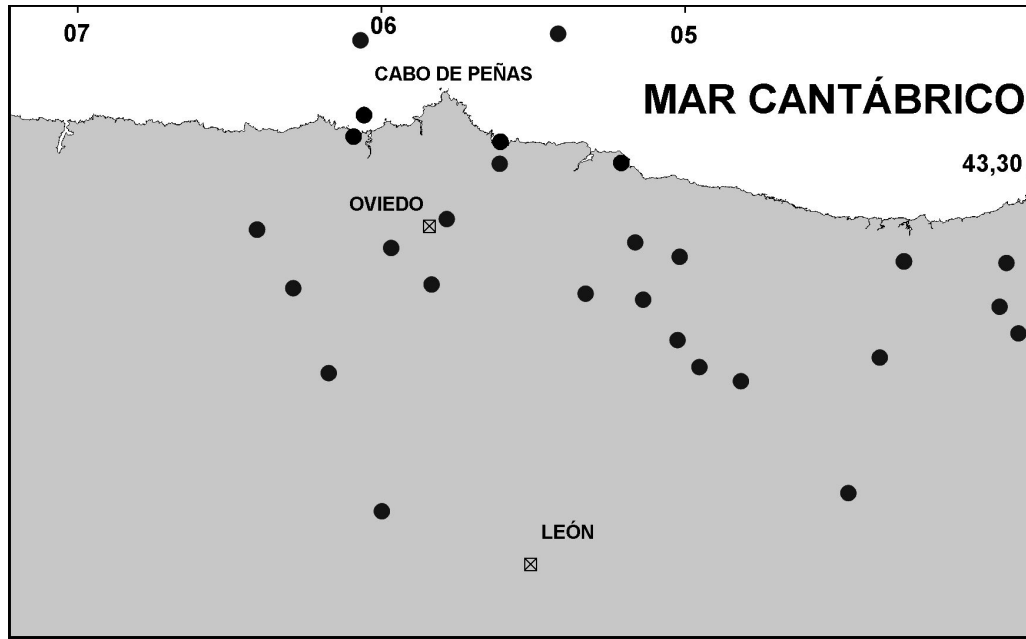 07
06
05
CABO DE PEÑAS
MAR CANTÁBRICO
43,30
OVIEDO
LEÓN